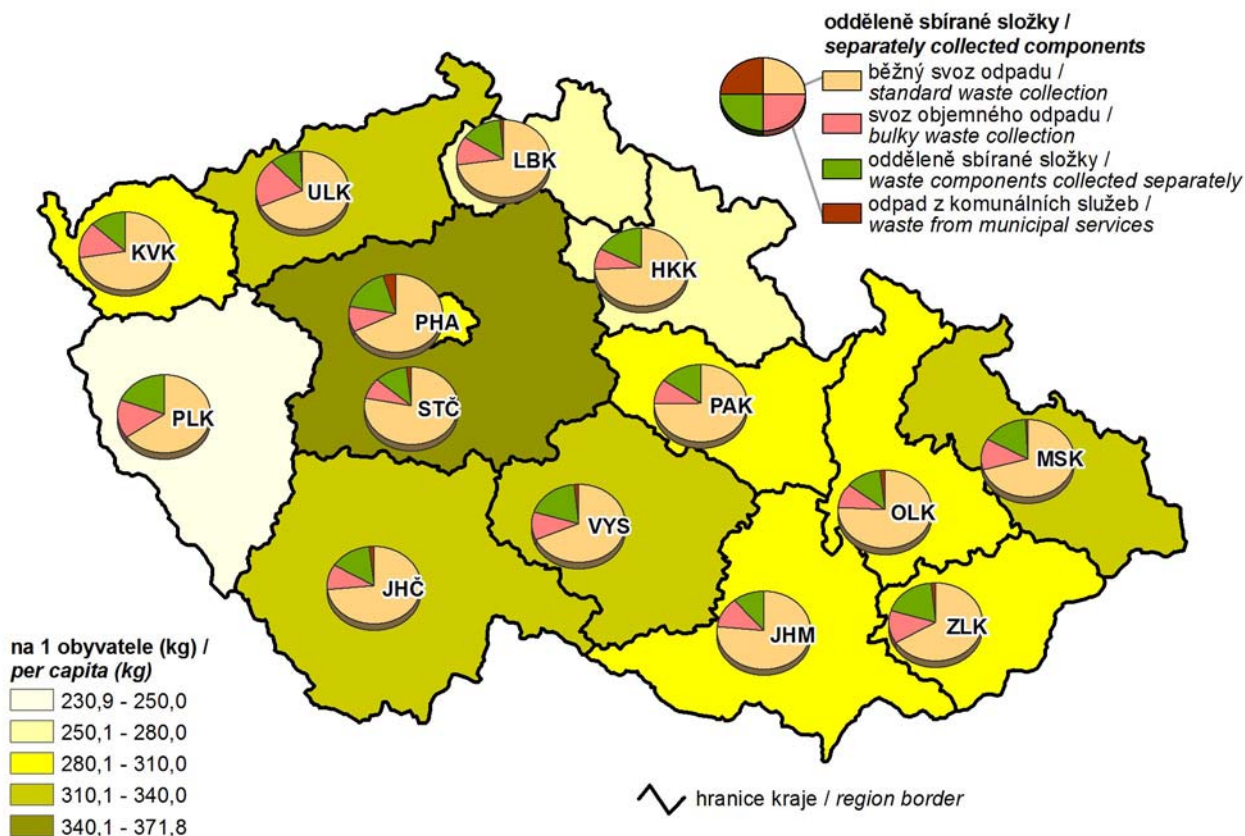 odděleně sbírané složky /
separately collected components
běžný svoz odpadu /
standard waste collection
svoz objemného odpadu /
bulky waste collection
odděleně sbírané složky /
waste components collected separately
odpad z komunálních služeb /
waste from municipal services
LBK
ULK
KVK
HKK
PHA
STČ
PAK
PLK
MSK
OLK
VYS
JHČ
JHM
ZLK
na 1 obyvatele (kg) /
per capita (kg)
230,9 - 250,0
250,1 - 280,0
280,1 - 310,0
310,1 - 340,0
340,1 - 371,8
hranice kraje / region border